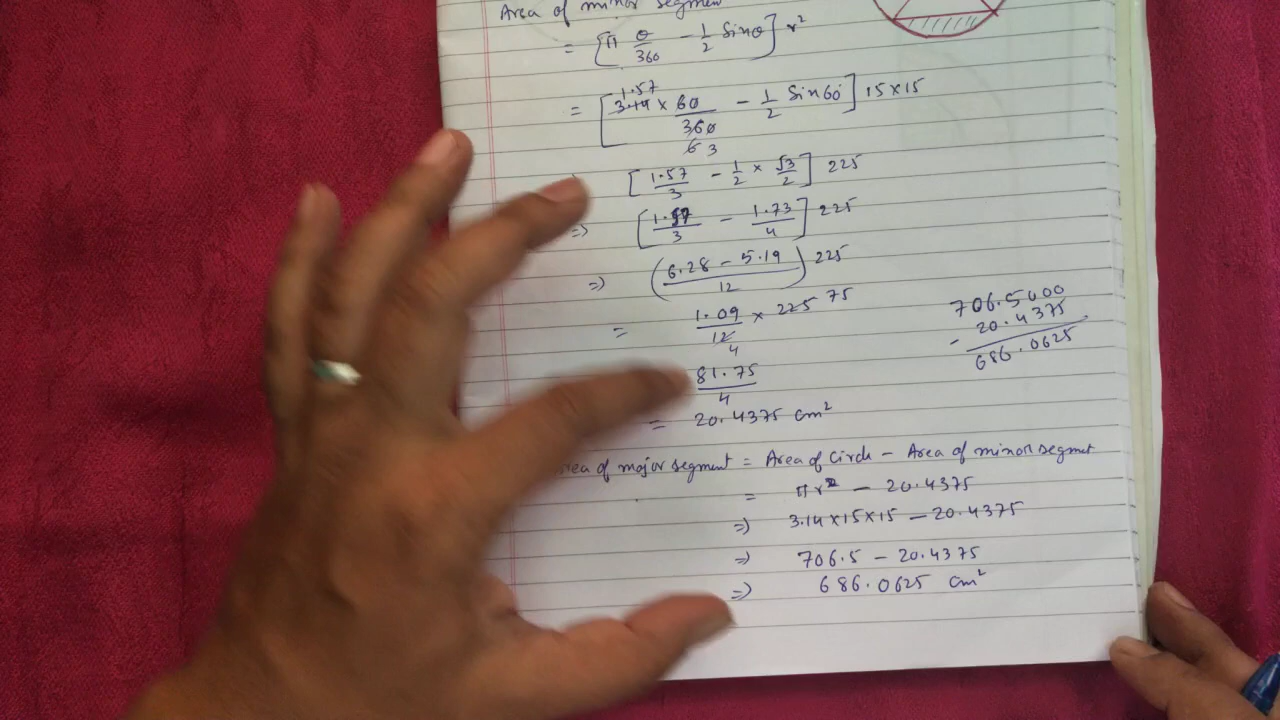 Area of minor segment
= [π θ/360 - 1/2 sinθ] r²
1.57
= [3.14 × 60/360 - 1/2 Sin60°] 15×15
6 3
[1.57/3 - 1/2 × √3/2] 225
=> [1.57/3 - 1.73/4] 225
=> (6.28 - 5.19/12) 225
= 1.09/12 × 225 75
4
706.5000
- 20.4375
686.0625
81.75/4
= 20.4375 cm²
Area of major segment = Area of Circle - Area of minor segmet
= πr² - 20.4375
=> 3.14×15×15 - 20.4375
=> 706.5 - 20.4375
=> 686.0625 cm²